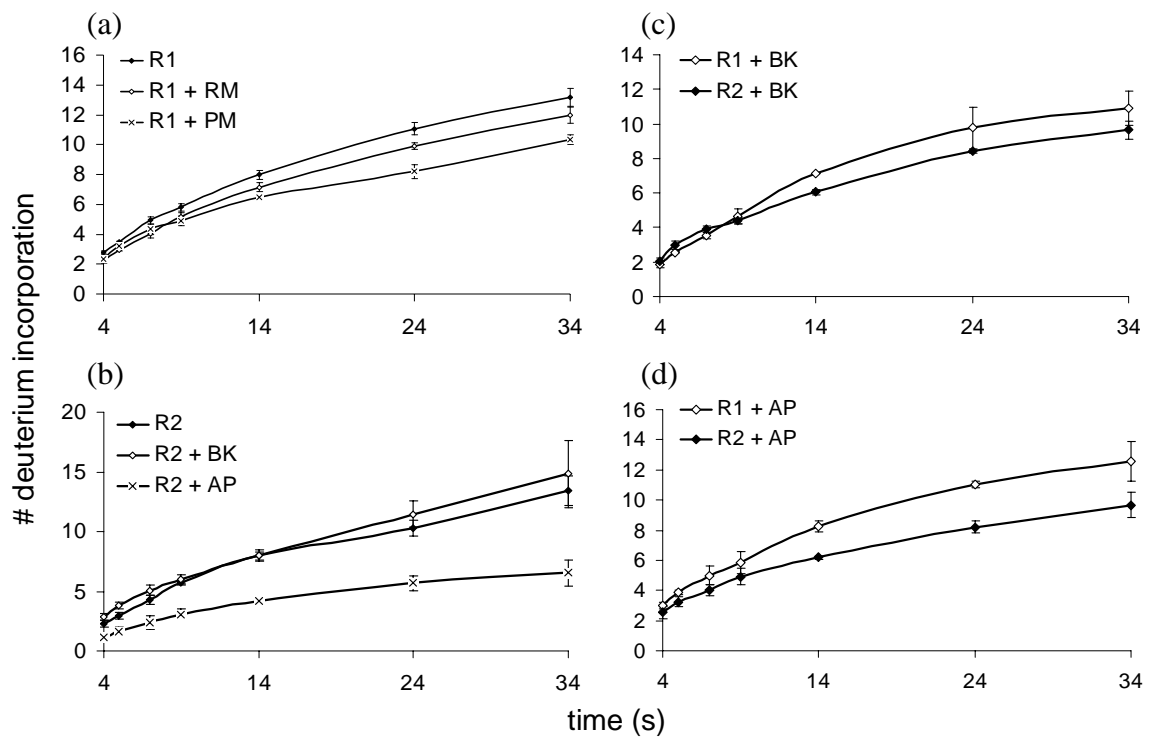 (a)
R1
R1 + RM
R1 + PM
16
14
12
10
8
6
4
2
0
4 14 24 34
(c)
R1 + BK
R2 + BK
14
12
10
8
6
4
2
0
4 14 24 34
# deuterium incorporation
(b)
R2
R2 + BK
R2 + AP
20
15
10
5
0
4 14 24 34
(d)
R1 + AP
R2 + AP
16
14
12
10
8
6
4
2
0
4 14 24 34
time (s)